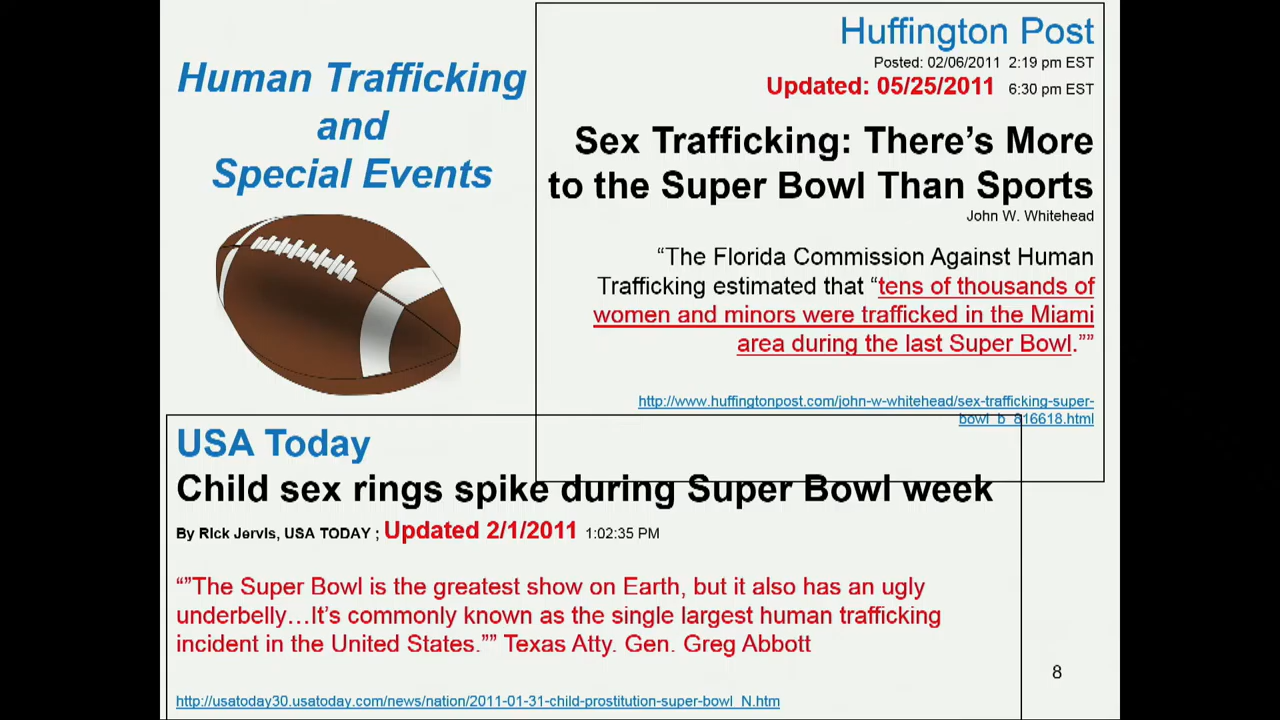 Human Trafficking
and
Special Events
Huffington Post
Posted: 02/06/2011 2:19 pm EST
Updated: 05/25/2011 6:30 pm EST
Sex Trafficking: There’s More
to the Super Bowl Than Sports
John W. Whitehead
“The Florida Commission Against Human
Trafficking estimated that “tens of thousands of
women and minors were trafficked in the Miami
area during the last Super Bowl.””
http://www.huffingtonpost.com/john-w-whitehead/sex-trafficking-super-
bowl_b_816618.html
USA Today
Child sex rings spike during Super Bowl week
By Rick Jervis, USA TODAY ; Updated 2/1/2011 1:02:35 PM
“”The Super Bowl is the greatest show on Earth, but it also has an ugly
underbelly…It’s commonly known as the single largest human trafficking
incident in the United States.”” Texas Atty. Gen. Greg Abbott
http://usatoday30.usatoday.com/news/nation/2011-01-31-child-prostitution-super-bowl_N.htm
8